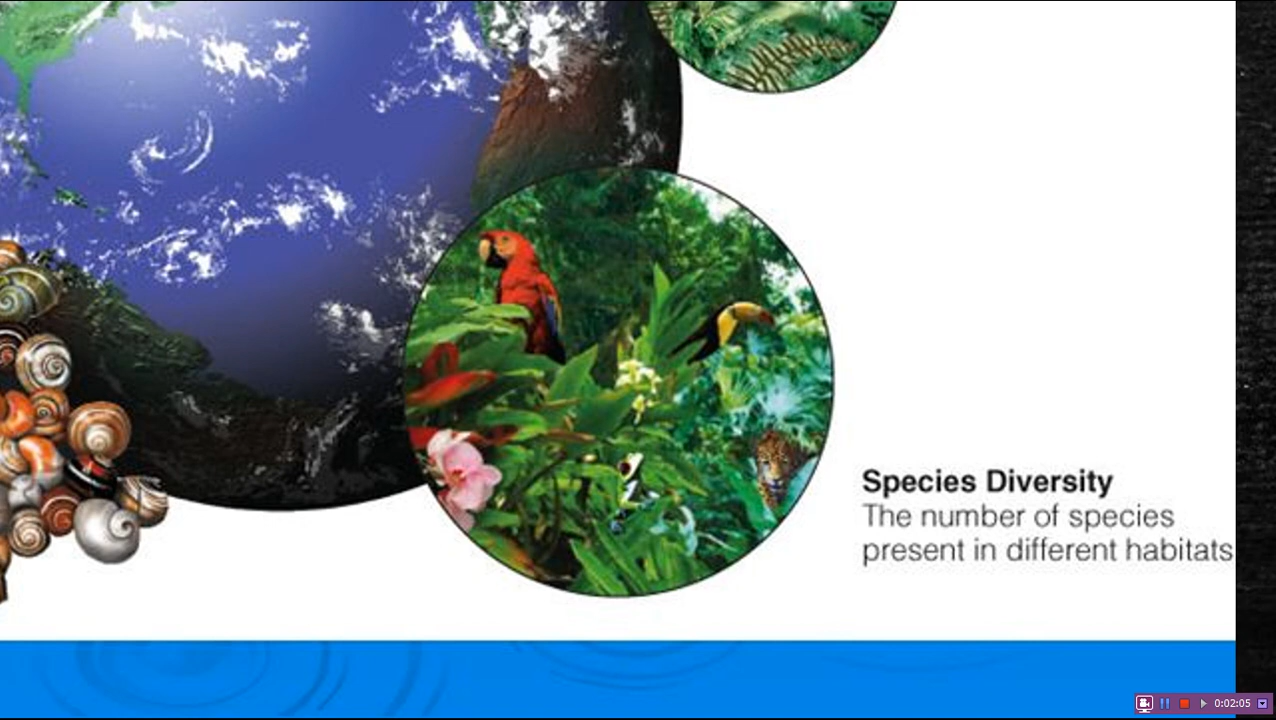 Species Diversity
The number of species
present in different habitats
0:02:05